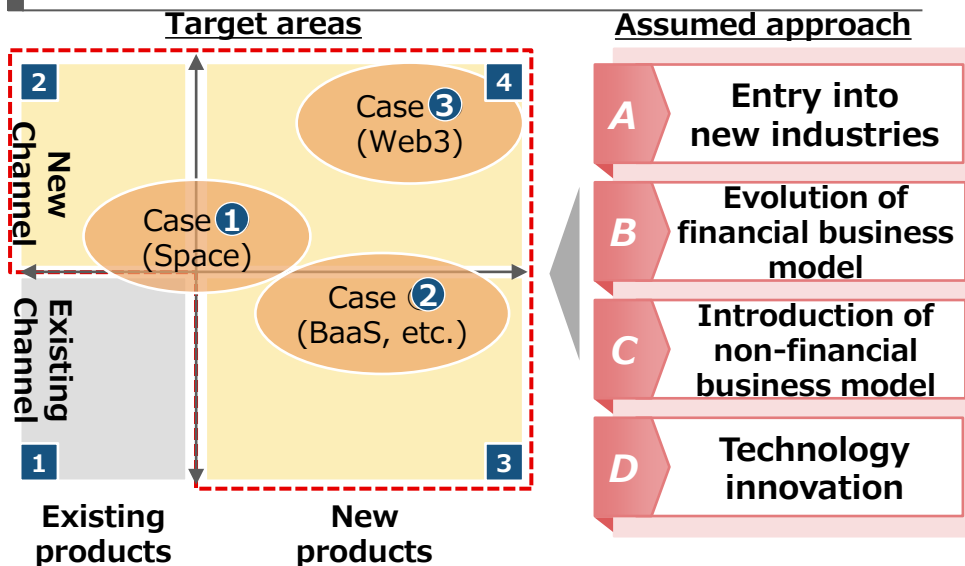 Target areas
2
4
New
Channel
Case 3
(Web3)
Case 1
(Space)
Case 2
(BaaS, etc.)
Existing
Channel
1
3
Existing
products
New
products
Assumed approach
A
Entry into
new industries
B
Evolution of
financial business
model
C
Introduction of
non-financial
business model
D
Technology
innovation